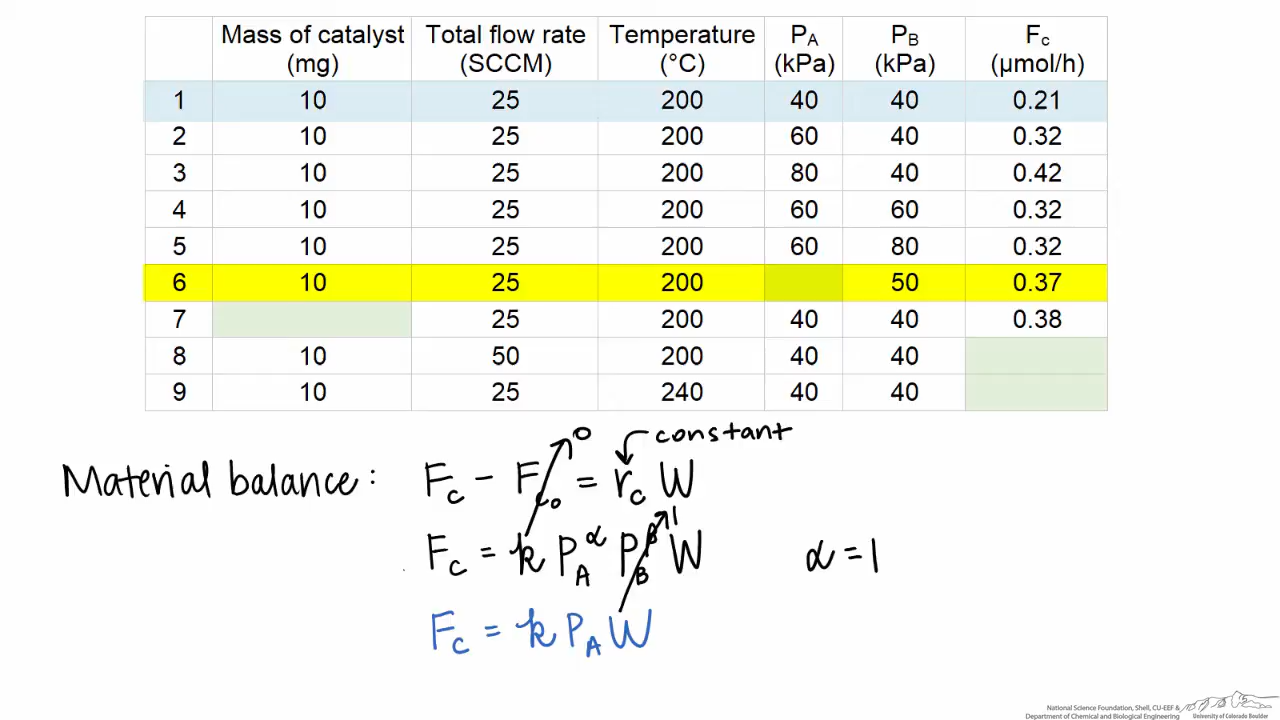 Mass of catalyst (mg) Total flow rate (SCCM) Temperature (°C) PA (kPa) PB (kPa) Fc (µmol/h)
1 10 25 200 40 40 0.21
2 10 25 200 60 40 0.32
3 10 25 200 80 40 0.42
4 10 25 200 60 60 0.32
5 10 25 200 60 80 0.32
6 10 25 200 50 0.37
7 25 200 40 40 0.38
8 10 50 200 40 40
9 10 25 240 40 40
0 constant
Material balance: Fc - Fc0 = rc W
1
Fc = k PA^α PB^β W α = 1
Fc = k PA W
National Science Foundation, Shell, CU-EEF &
Department of Chemical and Biological Engineering University of Colorado Boulder